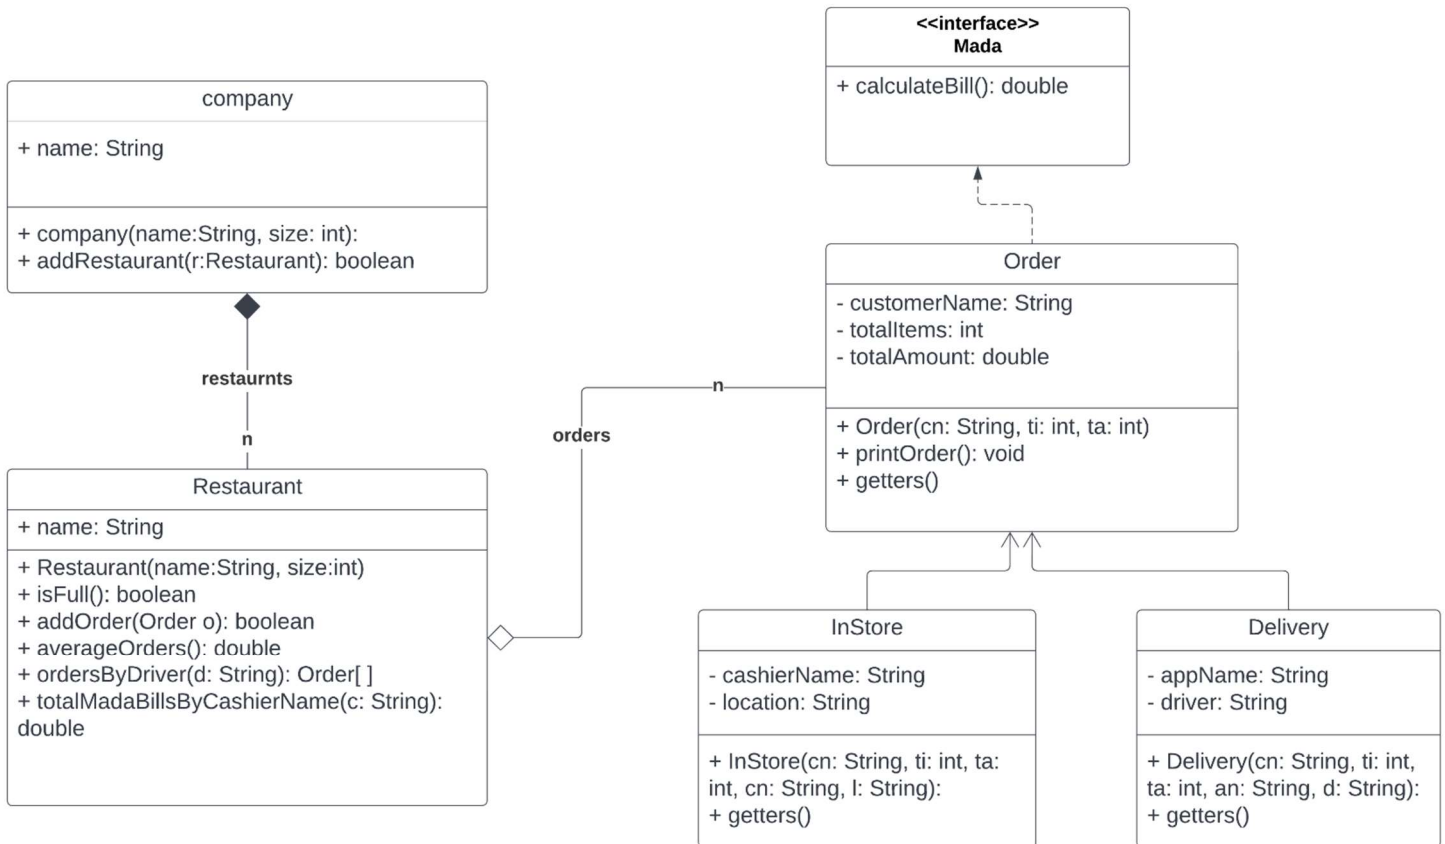 <<interface>>
Mada
+ calculateBill(): double
company
+ name: String
+ company(name:String, size: int):
+ addRestaurant(r:Restaurant): boolean
restaurnts
n
Restaurant
+ name: String
+ Restaurant(name:String, size:int)
+ isFull(): boolean
+ addOrder(Order o): boolean
+ averageOrders(): double
+ ordersByDriver(d: String): Order[ ]
+ totalMadaBillsByCashierName(c: String):
double
orders
n
Order
- customerName: String
- totalItems: int
- totalAmount: double
+ Order(cn: String, ti: int, ta: int)
+ printOrder(): void
+ getters()
InStore
- cashierName: String
- location: String
+ InStore(cn: String, ti: int, ta:
int, cn: String, l: String):
+ getters()
Delivery
- appName: String
- driver: String
+ Delivery(cn: String, ti: int,
ta: int, an: String, d: String):
+ getters()